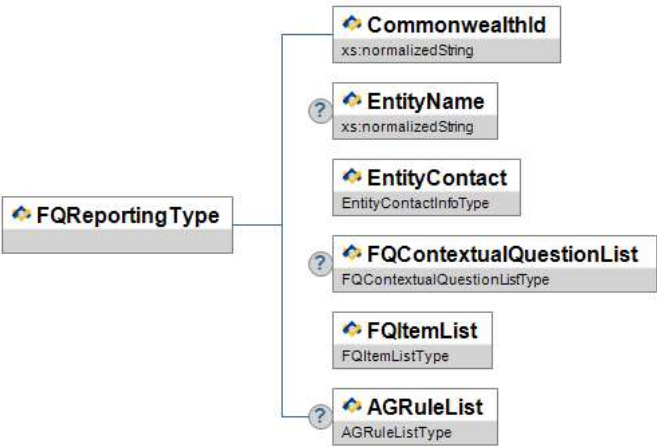 CommonwealthId
xs:normalizedString
?
EntityName
xs:normalizedString
EntityContact
EntityContactInfoType
FQReportingType
?
FQContextualQuestionList
FQContextualQuestionListType
FQItemList
FQItemListType
?
AGRuleList
AGRuleListType